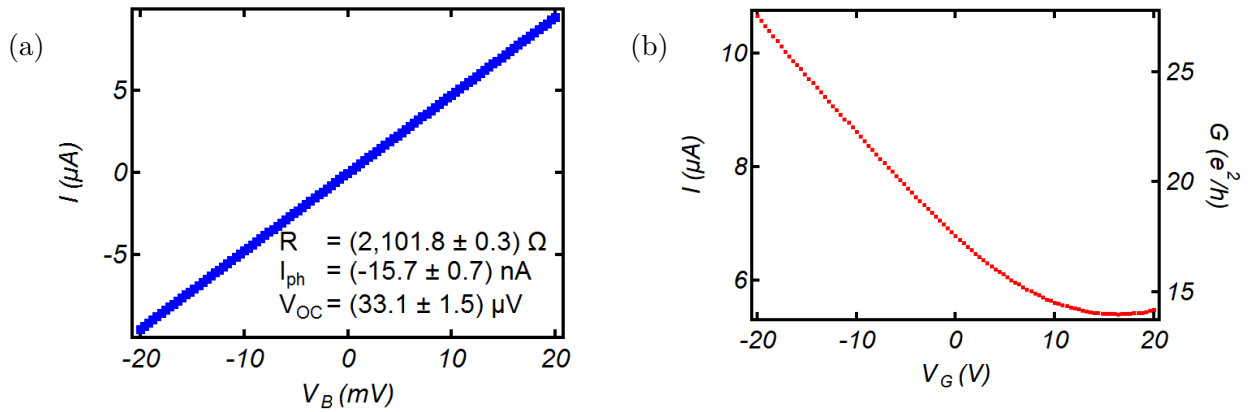 (a)
I (µA)
5
0
-5
R = (2,101.8 ± 0.3) Ω
I_ph = (-15.7 ± 0.7) nA
V_OC = (33.1 ± 1.5) µV
-20 -10 0 10 20
V_B (mV)
(b)
I (µA)
10
8
6
25
20
15
G (e²/h)
-20 -10 0 10 20
V_G (V)